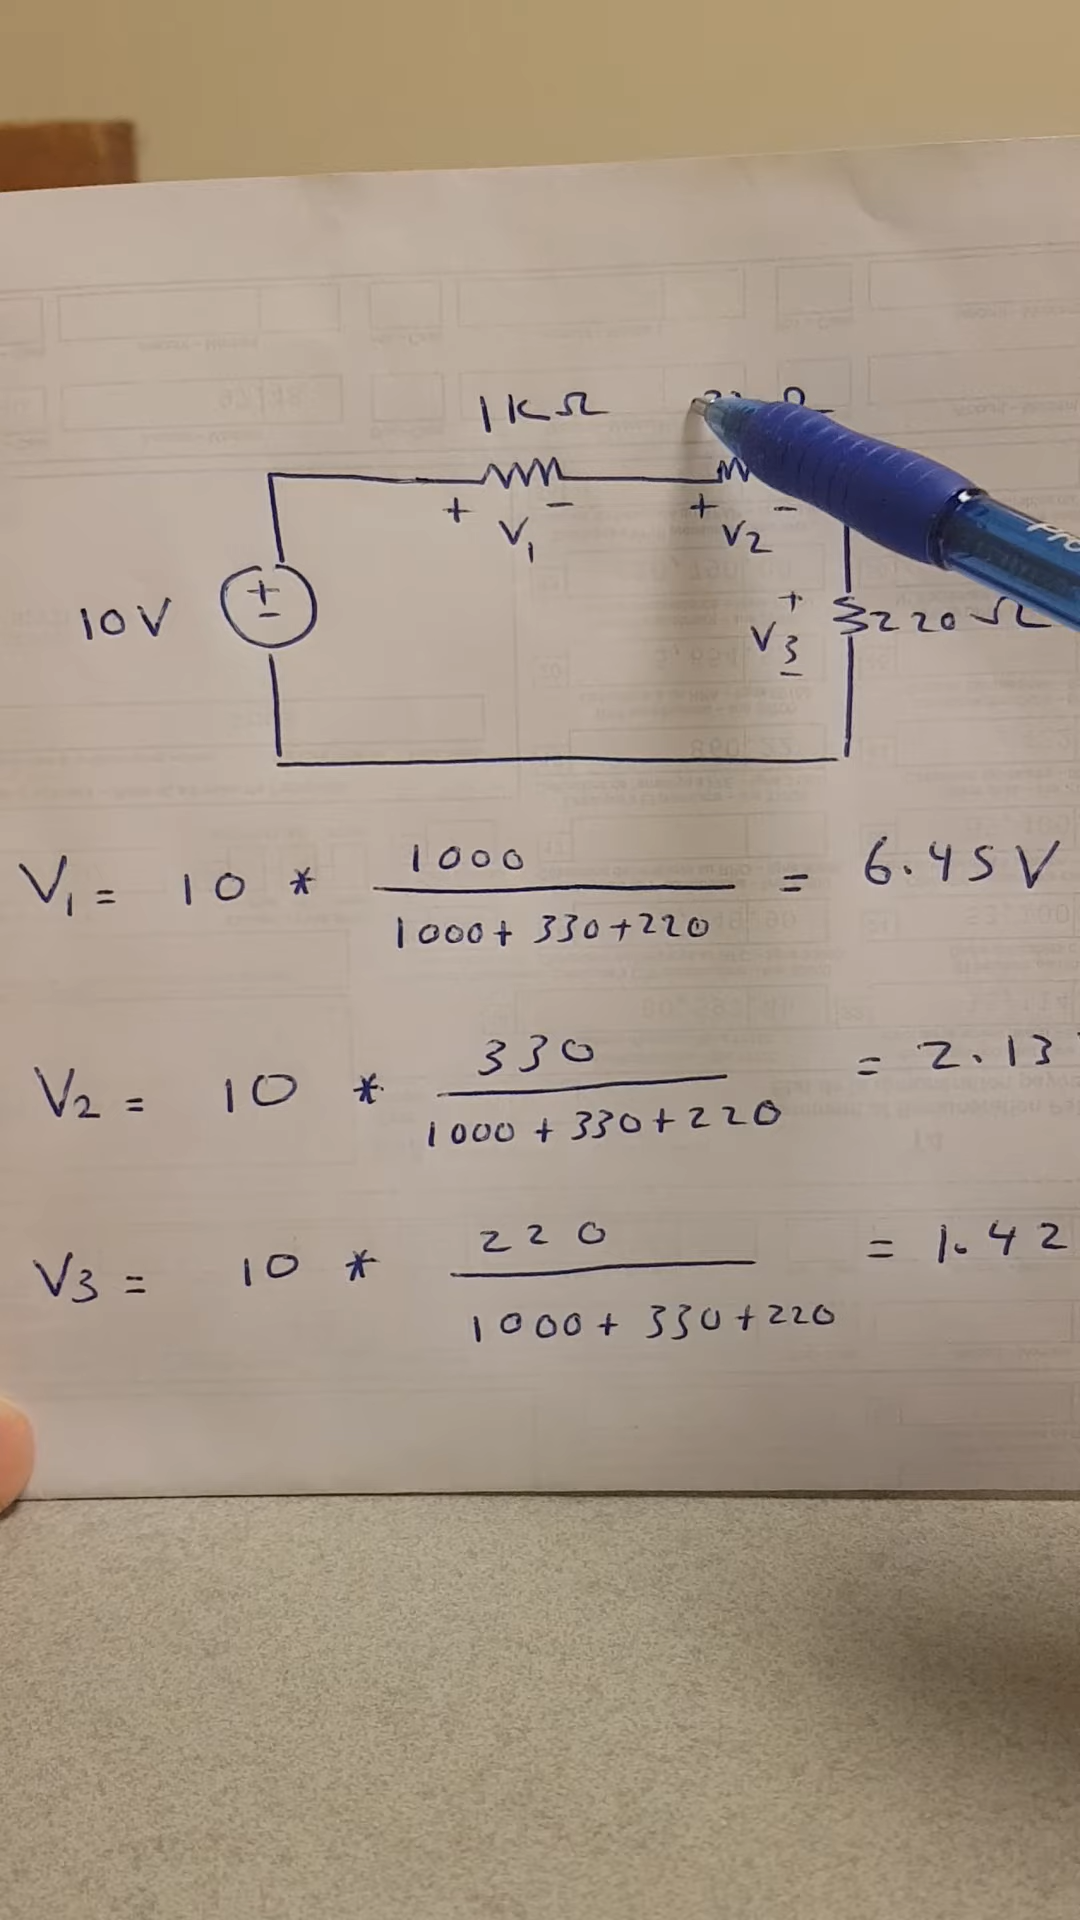 1KΩ
+ V1 -
+ V2 -
10V
+
-
+ V3 -
220Ω
V1 = 10 * 1000 / 1000+ 330+220 = 6.45V
V2 = 10 * 330 / 1000 + 330+220 = 2.13
V3 = 10 * 220 / 1000+ 330+220 = 1.42